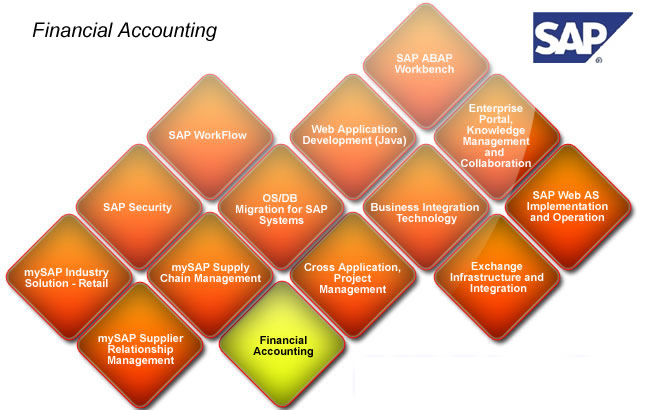 Financial Accounting
SAP
®
SAP ABAP
Workbench
SAP WorkFlow
Web Application
Development (Java)
Enterprise
Portal,
Knowledge
Management
and
Collaboration
SAP Security
OS/DB
Migration for SAP
Systems
Business Integration
Technology
SAP Web AS
Implementation
and Operation
mySAP Industry
Solution - Retail
mySAP Supply
Chain Management
Cross Application,
Project
Management
Exchange
Infrastructure and
Integration
mySAP Supplier
Relationship
Management
Financial
Accounting